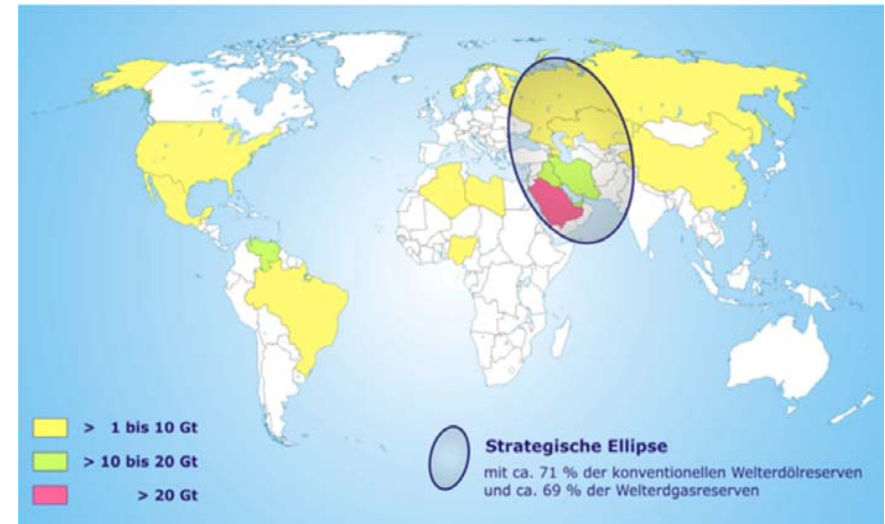 > 1 bis 10 Gt
> 10 bis 20 Gt
> 20 Gt
Strategische Ellipse
mit ca. 71 % der konventionellen Welterdölreserven
und ca. 69 % der Welterdgasreserven